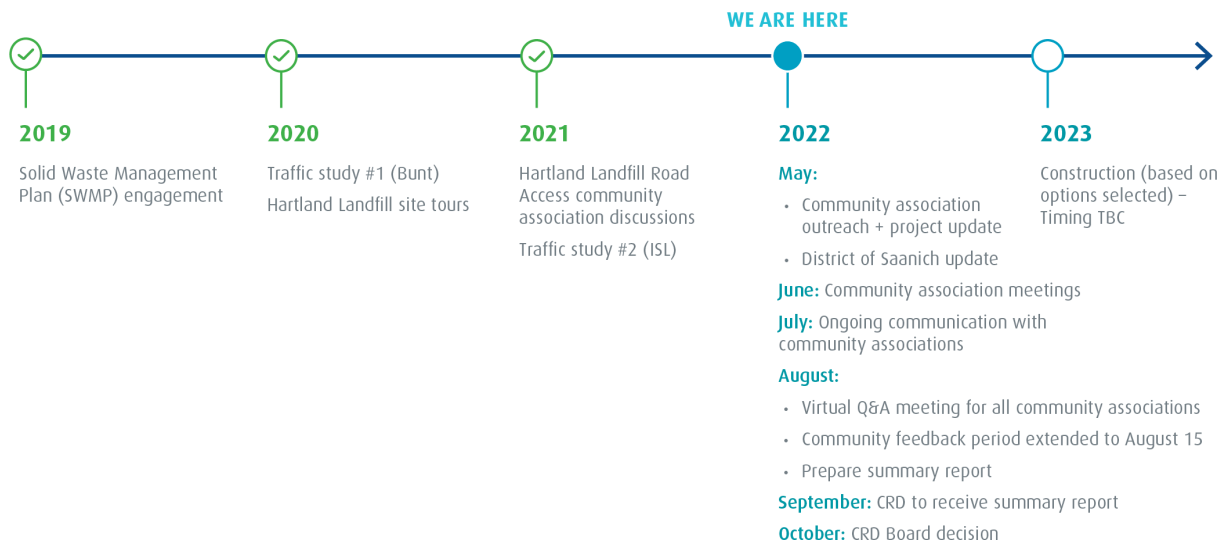 WE ARE HERE
2019
Solid Waste Management
Plan (SWMP) engagement
2020
Traffic study #1 (Bunt)
Hartland Landfill site tours
2021
Hartland Landfill Road
Access community
association discussions
Traffic study #2 (ISL)
2022
May:
• Community association
outreach + project update
• District of Saanich update
June: Community association meetings
July: Ongoing communication with
community associations
August:
• Virtual Q&A meeting for all community associations
• Community feedback period extended to August 15
• Prepare summary report
September: CRD to receive summary report
October: CRD Board decision
2023
Construction (based on
options selected) –
Timing TBC